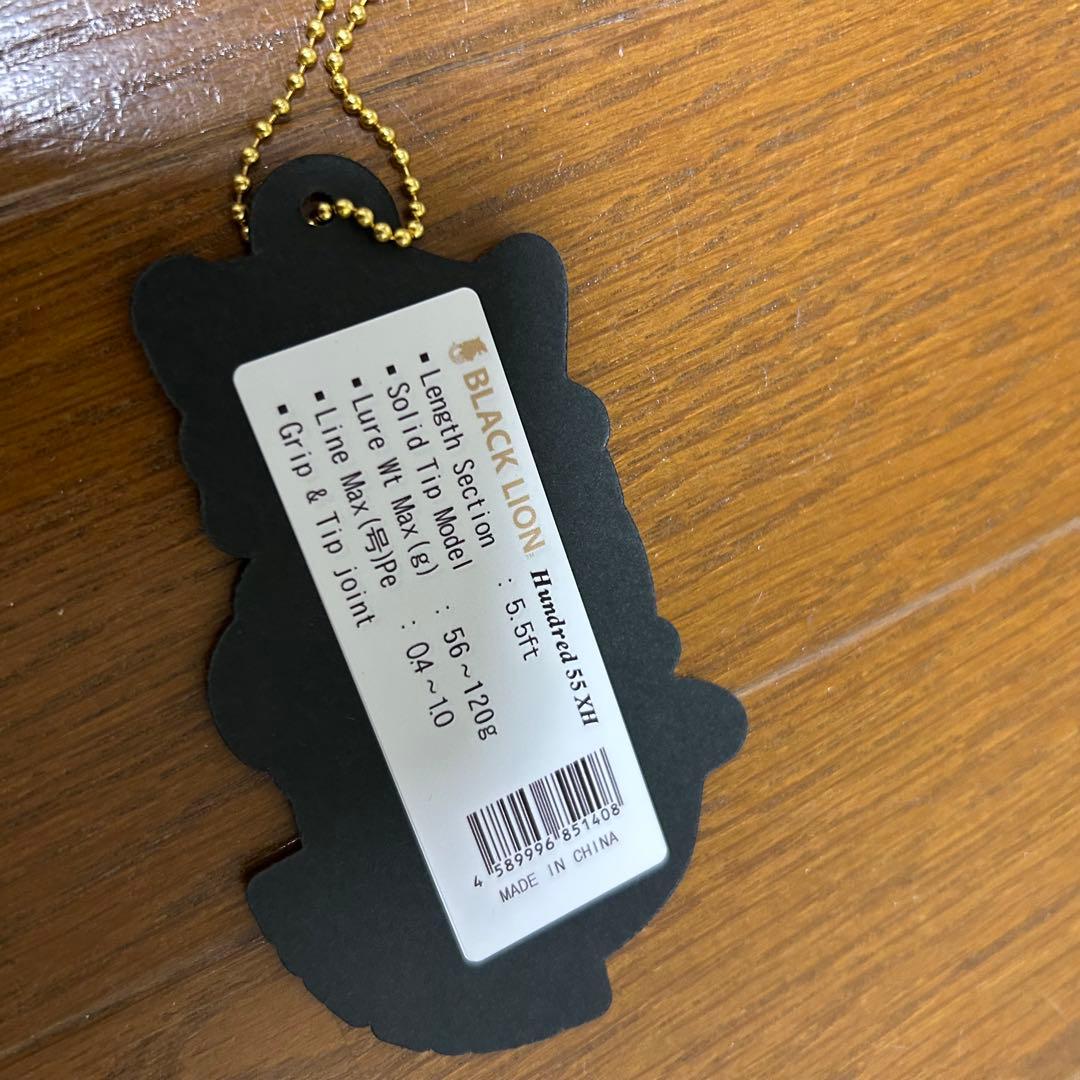 BLACK LION™ Hundred 55 XH
▪ Length Section : 5.5ft
▪ Solid Tip Model
▪ Lure Wt Max(g) : 56~120g
▪ Line Max(号)Pe : 0.4~1.0
▪ Grip & Tip joint
4 589996 851408
MADE IN CHINA